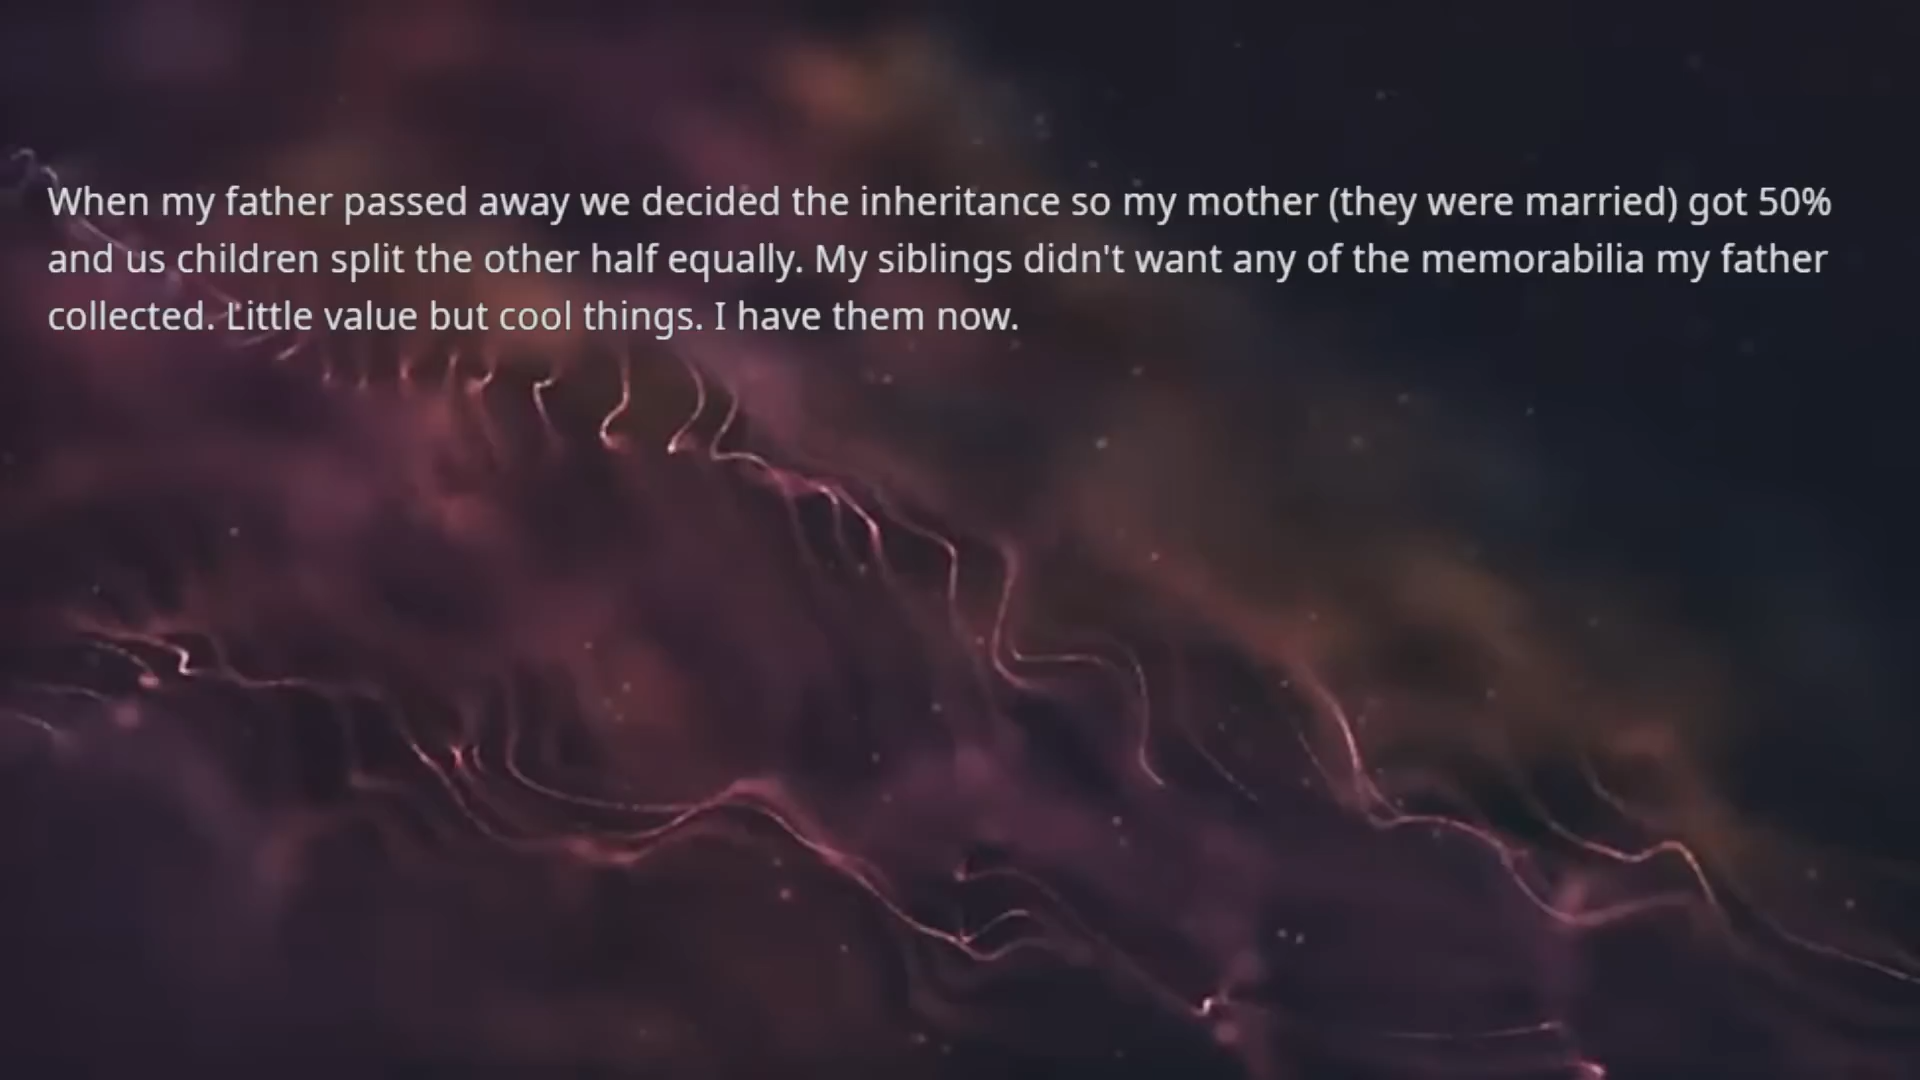 When my father passed away we decided the inheritance so my mother (they were married) got 50%
and us children split the other half equally. My siblings didn't want any of the memorabilia my father
collected. Little value but cool things. I have them now.